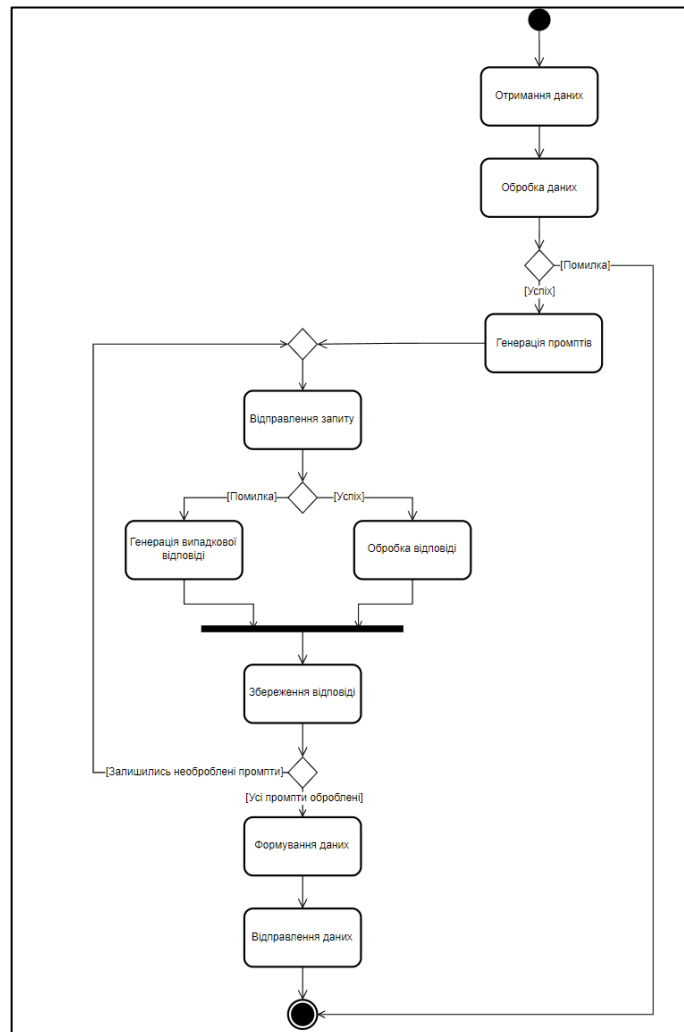 Отримання даних
Обробка даних
[Помилка]
[Успіх]
Генерація промптів
Відправлення запиту
[Помилка]
[Успіх]
Генерація випадкової
відповіді
Обробка відповіді
Збереження відповіді
[Залишились необроблені промпти]
[Усі промпти оброблені]
Формування даних
Відправлення даних